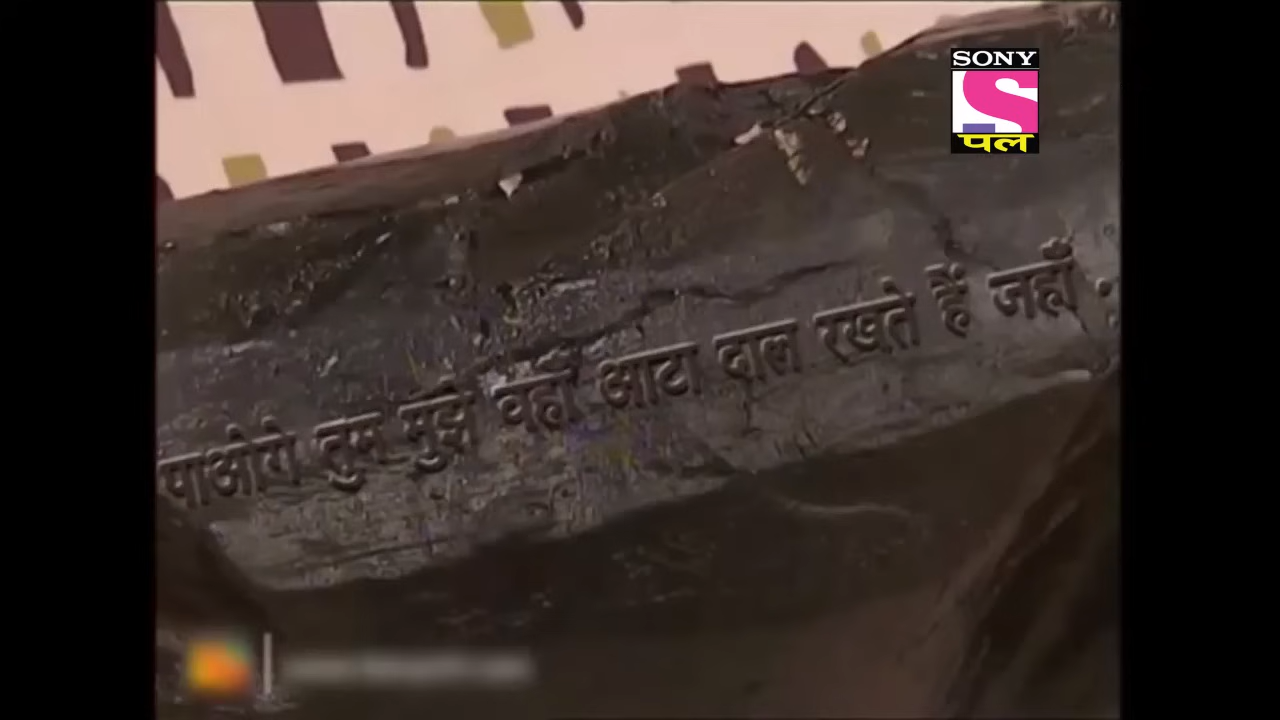 SONY
पल
पाओगे तुम मुझे वहाँ आटा दाल रखते हैं जहाँ .